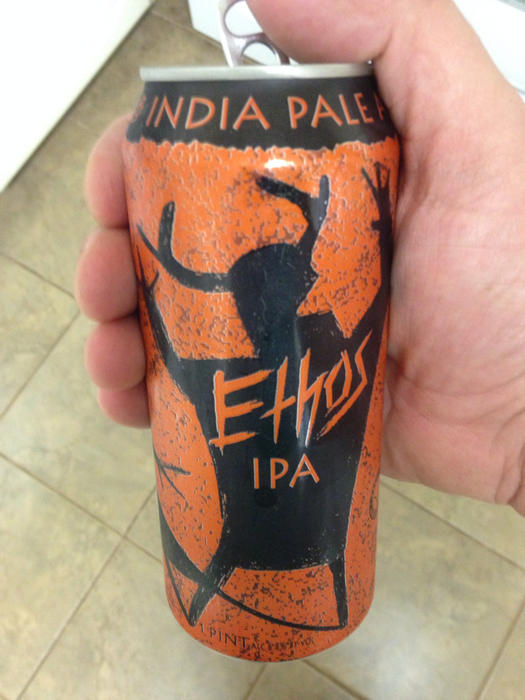 INDIA PALE A
Ethos
IPA
1 PINT